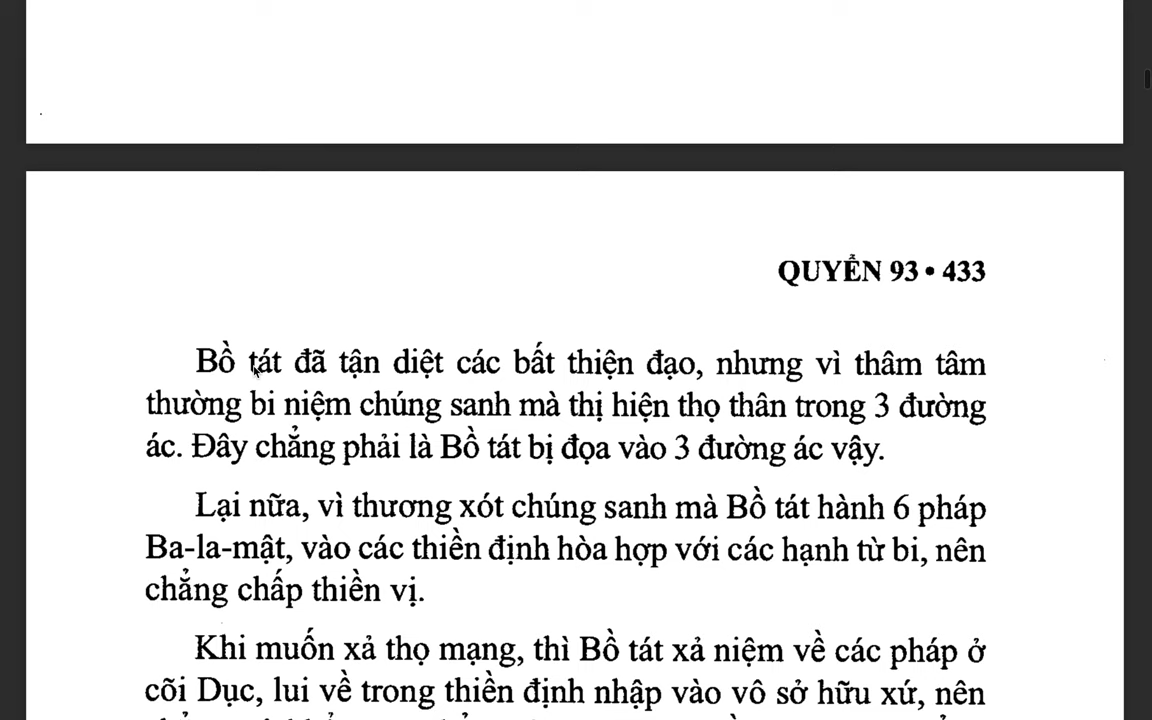 QUYỂN 93 • 433
Bồ tát đã tận diệt các bất thiện đạo, nhưng vì thâm tâm
thường bi niệm chúng sanh mà thị hiện thọ thân trong 3 đường
ác. Đây chẳng phải là Bồ tát bị đọa vào 3 đường ác vậy.
Lại nữa, vì thương xót chúng sanh mà Bồ tát hành 6 pháp
Ba-la-mật, vào các thiền định hòa hợp với các hạnh từ bi, nên
chẳng chấp thiền vị.
Khi muốn xả thọ mạng, thì Bồ tát xả niệm về các pháp ở
cõi Dục, lui về trong thiền định nhập vào vô sở hữu xứ, nên